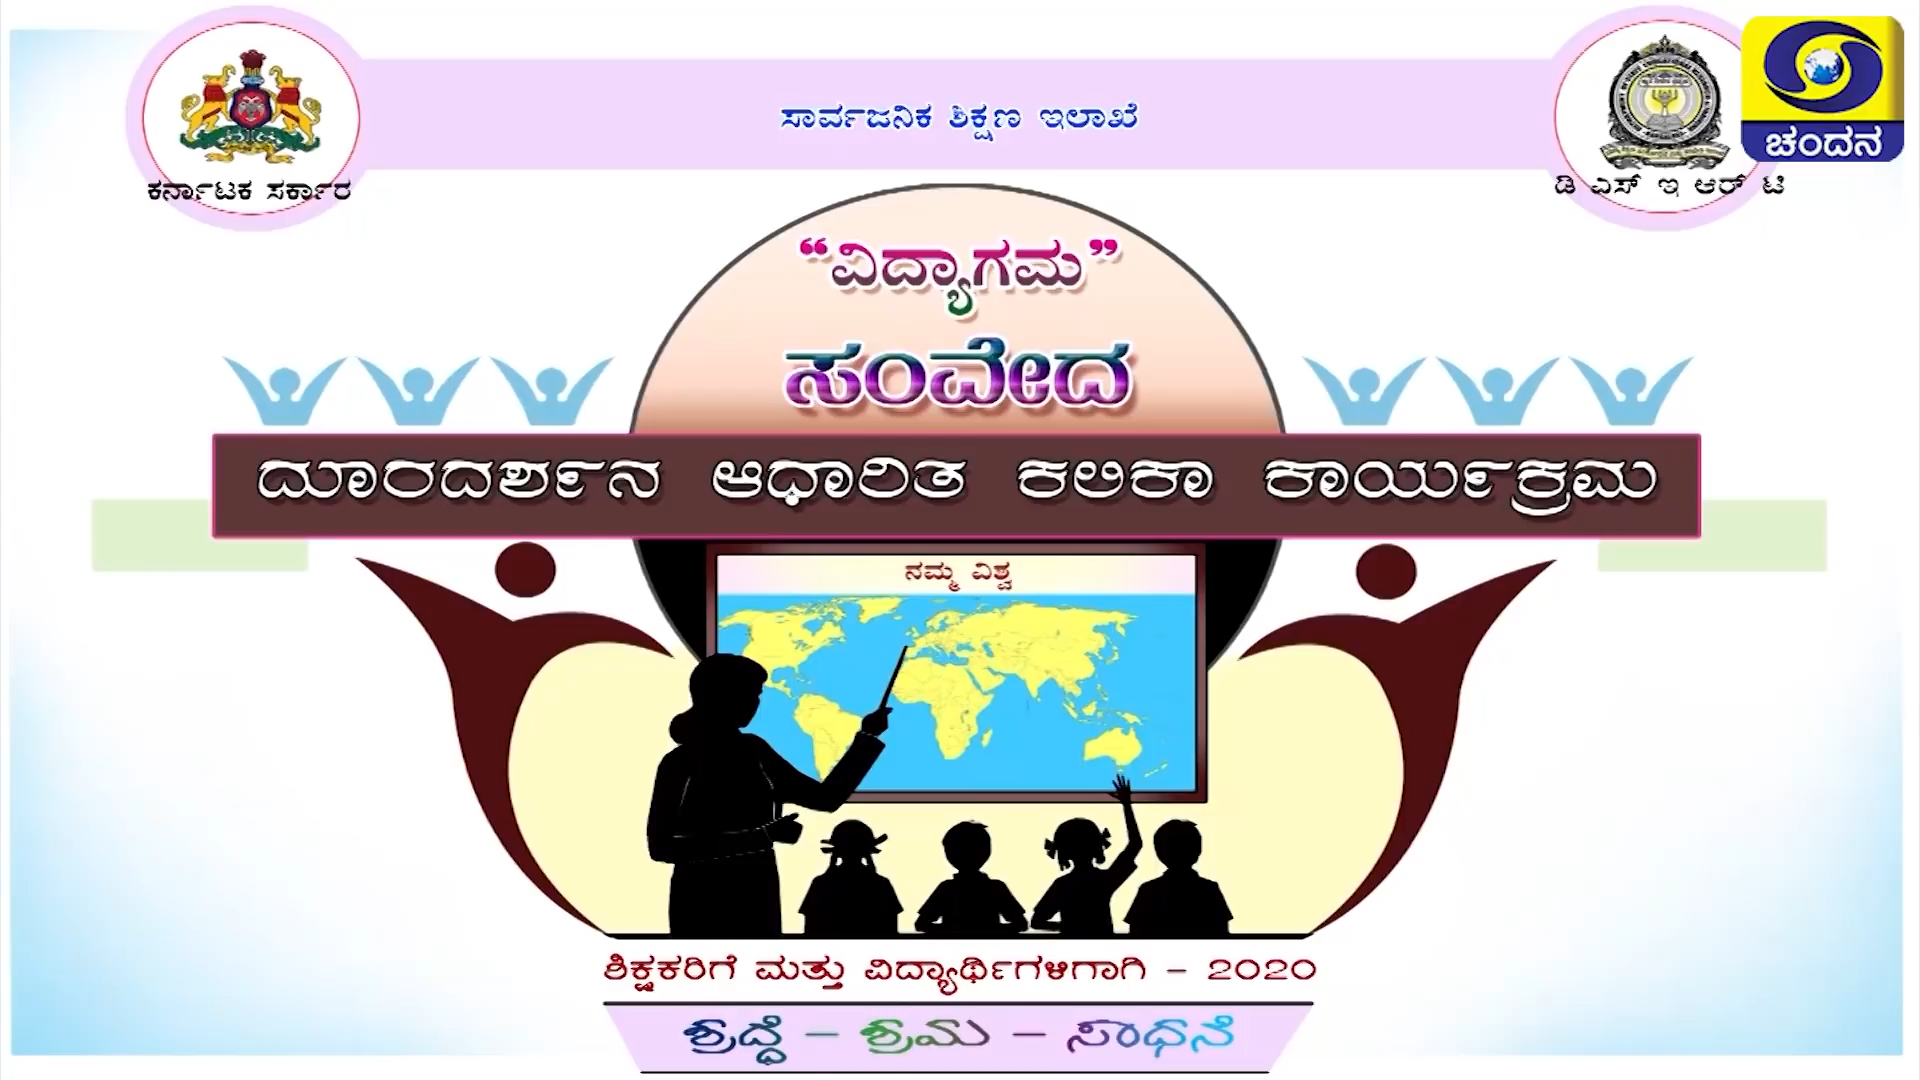 ಸಾರ್ವಜನಿಕ ಶಿಕ್ಷಣ ಇಲಾಖೆ
ಚಂದನ
ಕರ್ನಾಟಕ ಸರ್ಕಾರ
ಡಿ ಎಸ್ ಇ ಆರ್ ಟಿ
“ವಿದ್ಯಾಗಮ”
ಸಂವೇದ
ದೂರದರ್ಶನ ಆಧಾರಿತ ಕಲಿಕಾ ಕಾರ್ಯಕ್ರಮ
ನಮ್ಮ ವಿಶ್ವ
ಶಿಕ್ಷಕರಿಗೆ ಮತ್ತು ವಿದ್ಯಾರ್ಥಿಗಳಿಗಾಗಿ - 2020
ಶ್ರದ್ಧೆ - ಶ್ರಮ - ಸಾಧನೆ